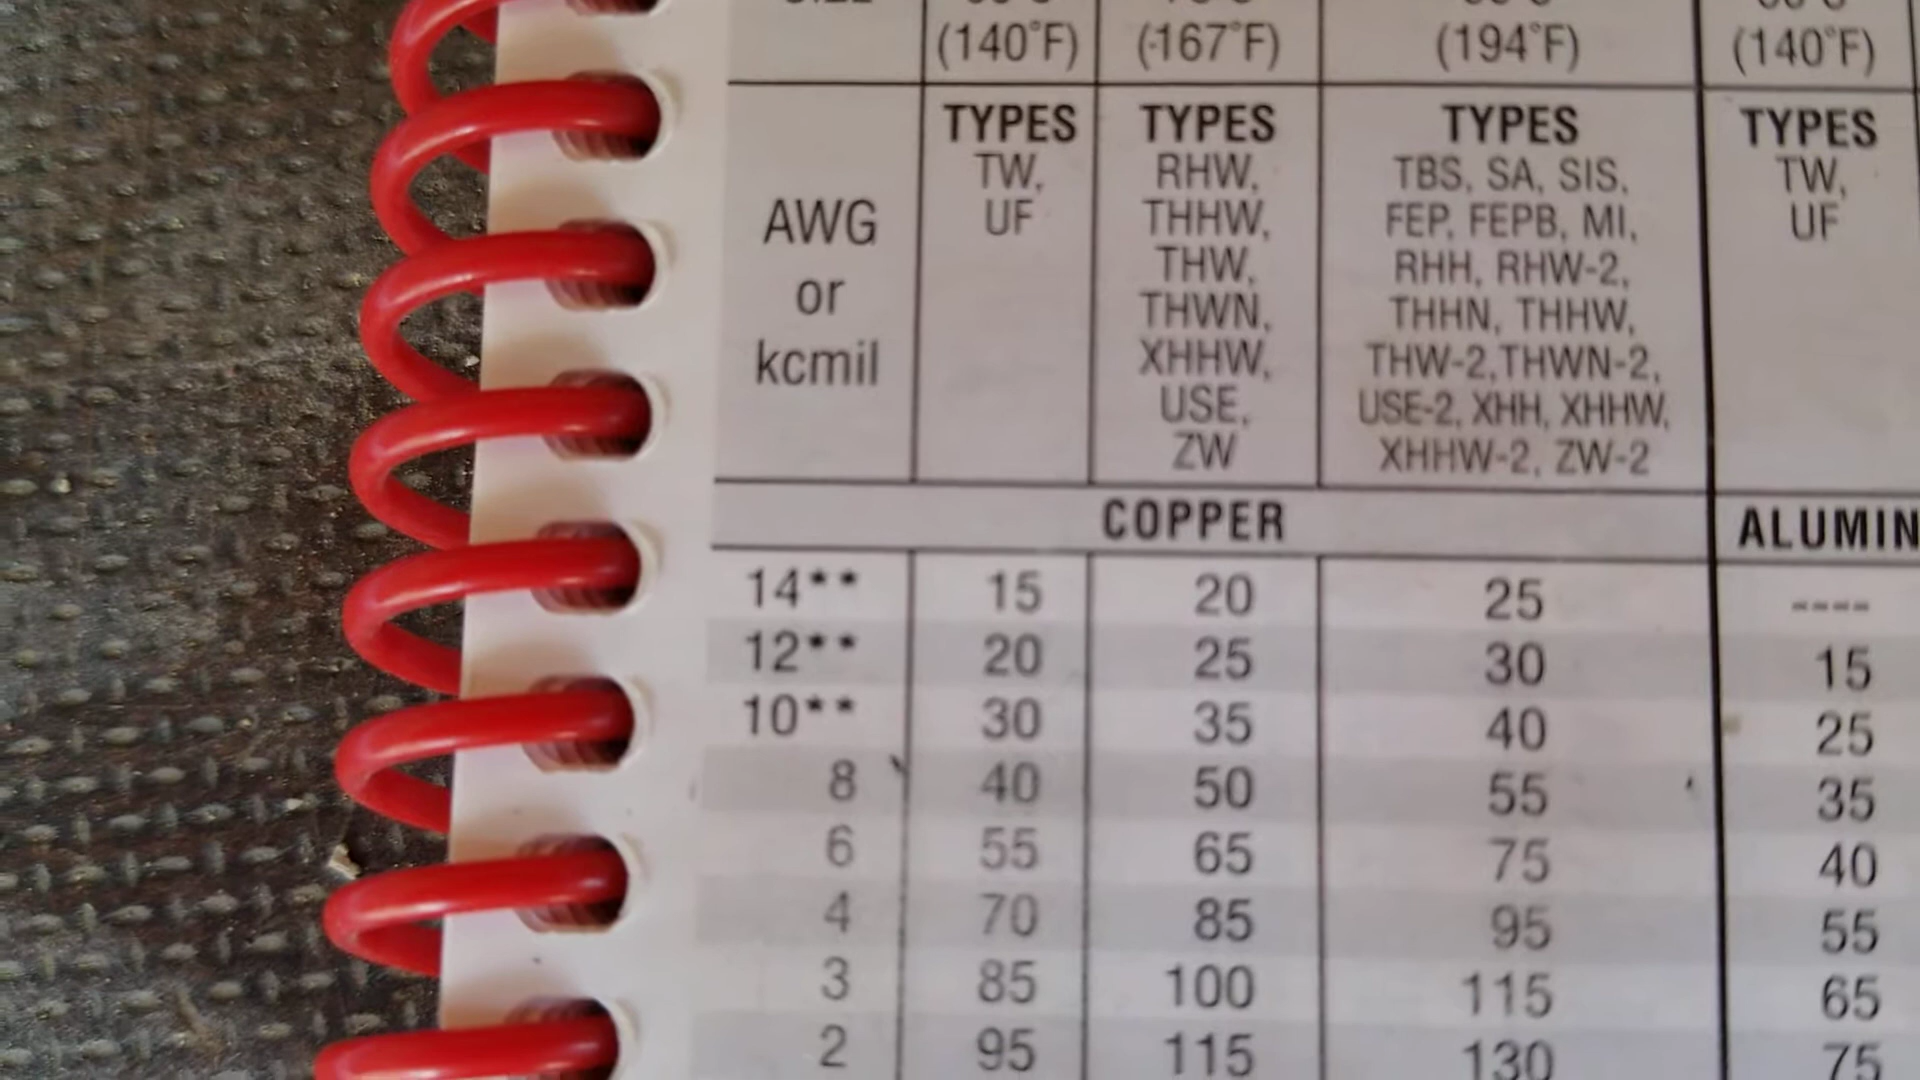 (140°F) (167°F) (194°F) (140°F)
TYPES TYPES TYPES TYPES
TW, RHW, TBS, SA, SIS, TW,
AWG UF THHW, FEP, FEPB, MI, UF
or THW, RHH, RHW-2,
THWN, THHN, THHW,
kcmil XHHW, THW-2,THWN-2,
USE, USE-2, XHH, XHHW,
ZW XHHW-2, ZW-2
COPPER ALUMIN
14** 15 20 25 ----
12** 20 25 30 15
10** 30 35 40 25
8 40 50 55 35
6 55 65 75 40
4 70 85 95 55
3 85 100 115 65
2 95 115 130 75